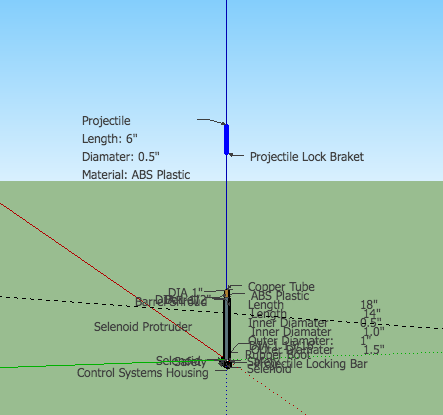 Projectile
Length: 6"
Diamater: 0.5"
Material: ABS Plastic
Projectile Lock Braket
Copper Tube
DIA 1"
ABS Plastic
Barrel Shroud
Length 18"
Length 14"
Inner Diamater 0.5"
Selenoid Protruder
Inner Diamater 1.0"
Outer Diamater: 1"
Diamater 1.5"
Rubber Boot
Selenoid
Safety
Projectile Locking Bar
Control Systems Housing
Selenoid